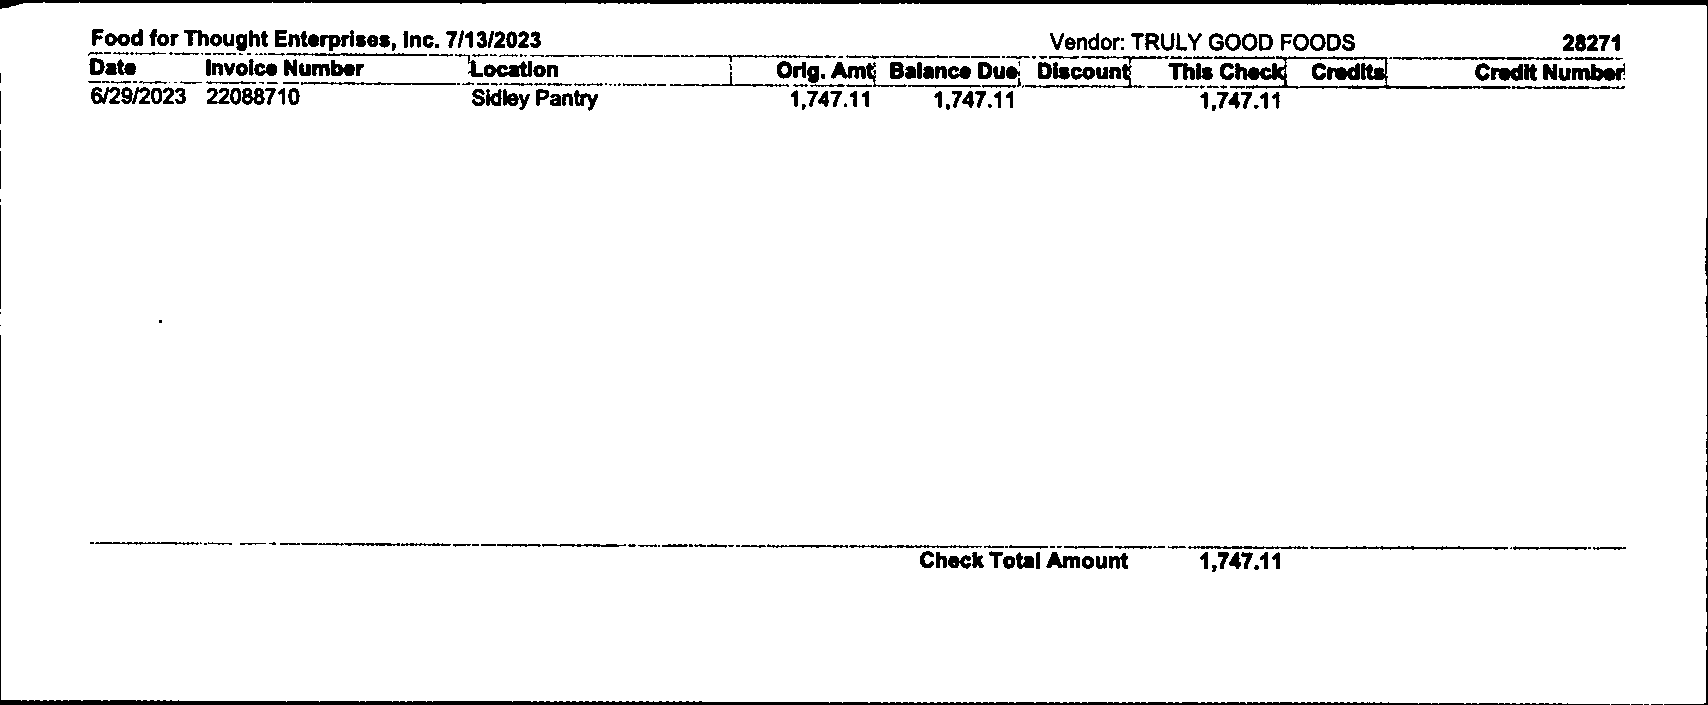 Food for Thought Enterprises, Inc. 7/13/2023 Vendor: TRULY GOOD FOODS 28271
Date Invoice Number Location Orig. Amt Balance Due Discount This Check Credits Credit Number
6/29/2023 22088710 Sidley Pantry 1,747.11 1,747.11 1,747.11
Check Total Amount 1,747.11